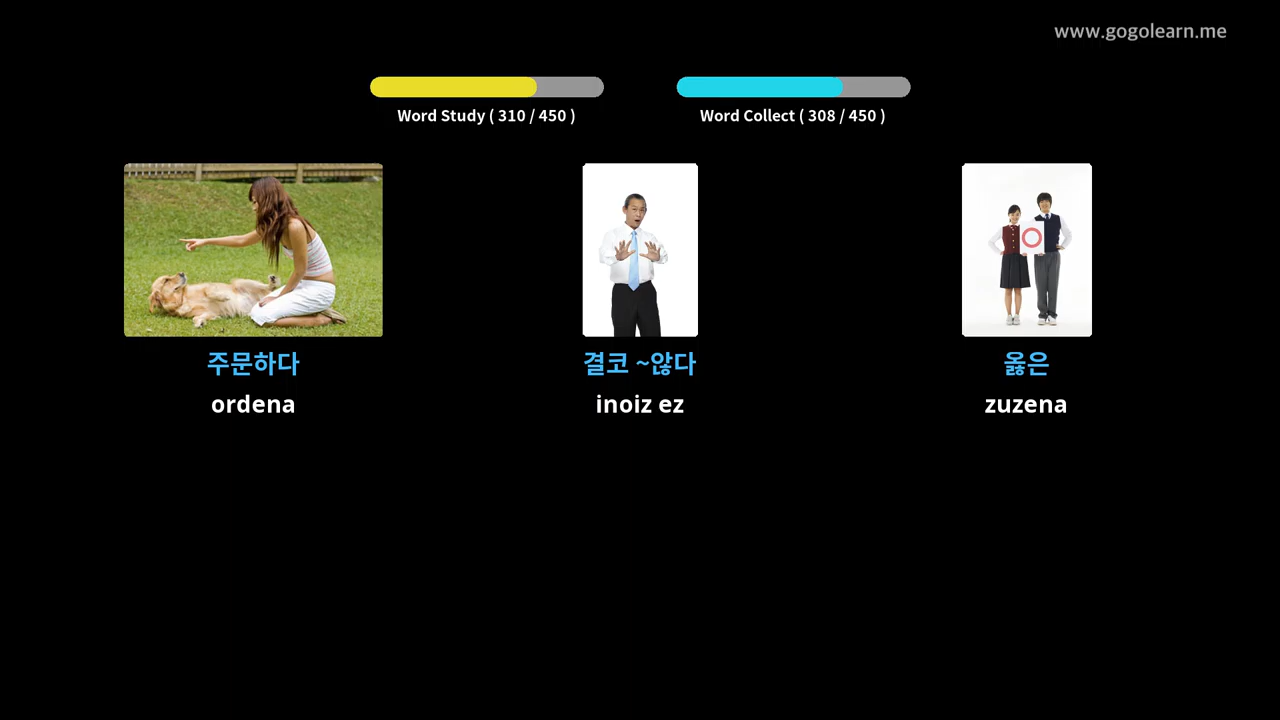 www.gogolearn.me
Word Study ( 310 / 450 )
Word Collect ( 308 / 450 )
주문하다
결코 ~않다
옳은
ordena
inoiz ez
zuzena